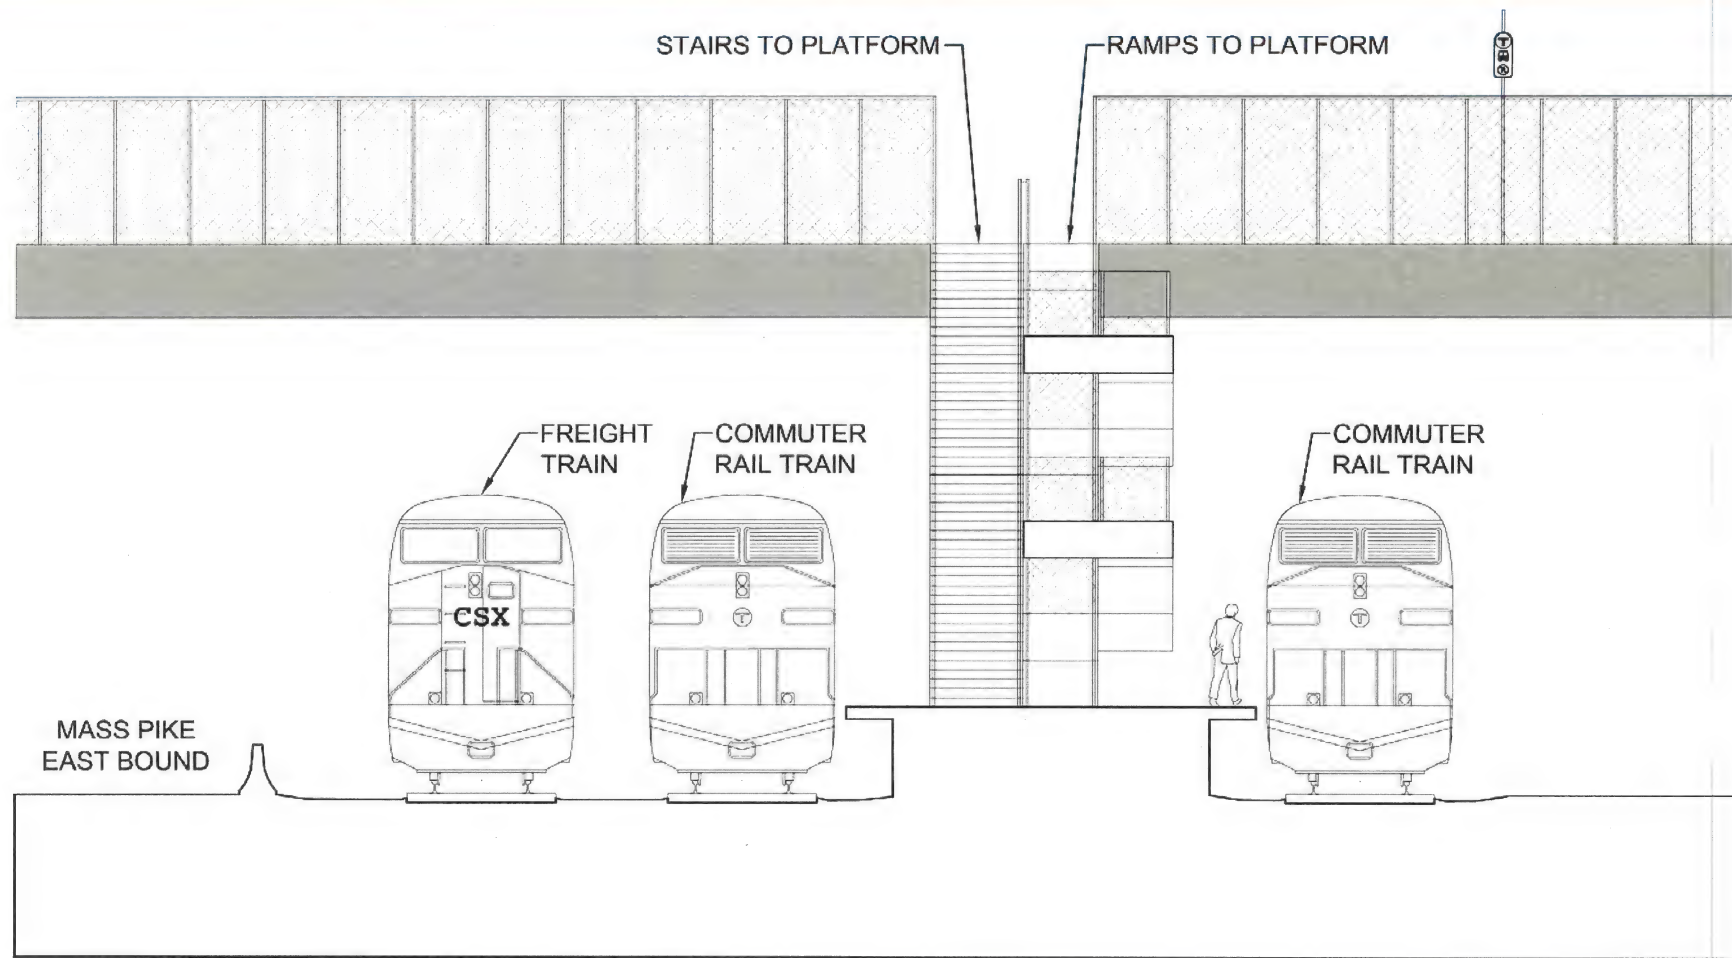 STAIRS TO PLATFORM
RAMPS TO PLATFORM
T
FREIGHT
TRAIN
COMMUTER
RAIL TRAIN
COMMUTER
RAIL TRAIN
CSX
T
T
MASS PIKE
EAST BOUND